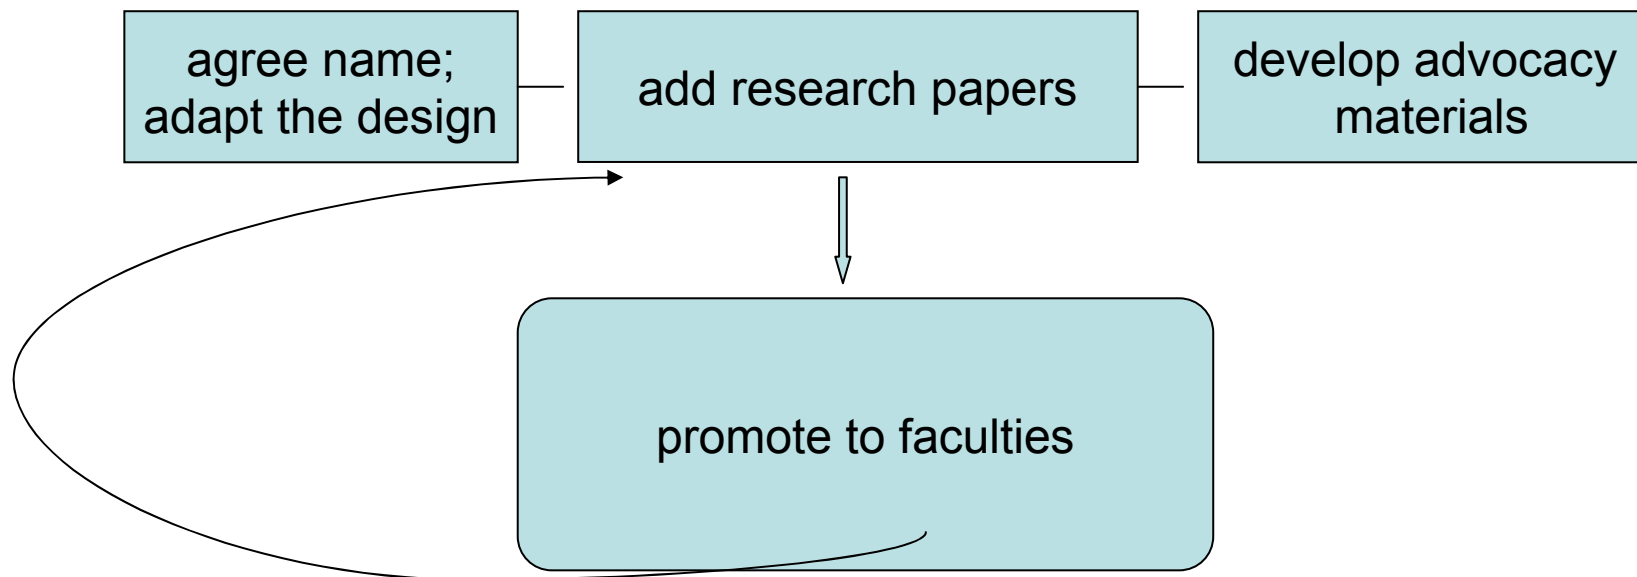 agree name;
adapt the design
add research papers
develop advocacy
materials
promote to faculties